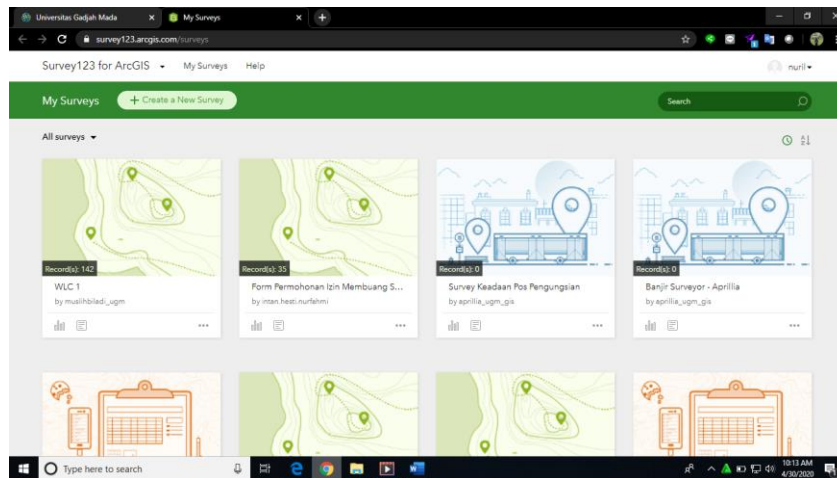 Universitas Gadjah Mada
My Surveys
survey123.arcgis.com/surveys
Survey123 for ArcGIS
My Surveys
Help
nuril
My Surveys
+ Create a New Survey
Search
All surveys
Record(s): 142
Record(s): 35
Record(s): 0
Record(s): 0
WLC 1
Form Permohonan Izin Membuang S...
Survey Keadaan Pos Pengungsian
Banjir Surveyor - Aprillia
by muslihbiladi_ugm
by intan.hesti.nurfahmi
by aprillia_ugm_gis
by aprillia_ugm_gis
Type here to search
10:13 AM
4/30/2020